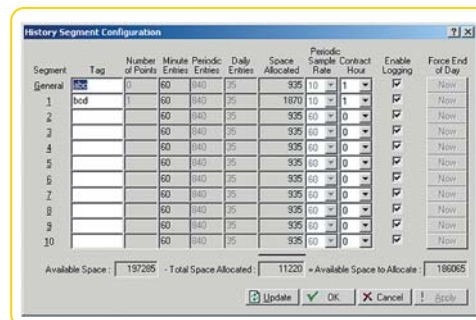 History Segment Configuration ? X
Segment Tag Number of Points Minute Entries Periodic Entries Daily Entries Space Allocated Periodic Sample Rate Contract Hour Enable Logging Force End of Day
General abc 0 60 840 35 935 10 1 Now
1 bcd 1 60 840 35 1870 10 1 Now
2 60 840 35 935 60 0 Now
3 60 840 35 935 60 0 Now
4 60 840 35 935 60 0 Now
5 60 840 35 935 60 0 Now
6 60 840 35 935 60 0 Now
7 60 840 35 935 60 0 Now
8 60 840 35 935 60 0 Now
9 60 840 35 935 60 0 Now
10 60 840 35 935 60 0 Now
Available Space : 197285 - Total Space Allocated : 11220 = Available Space to Allocate : 186065
Update OK Cancel ! Apply